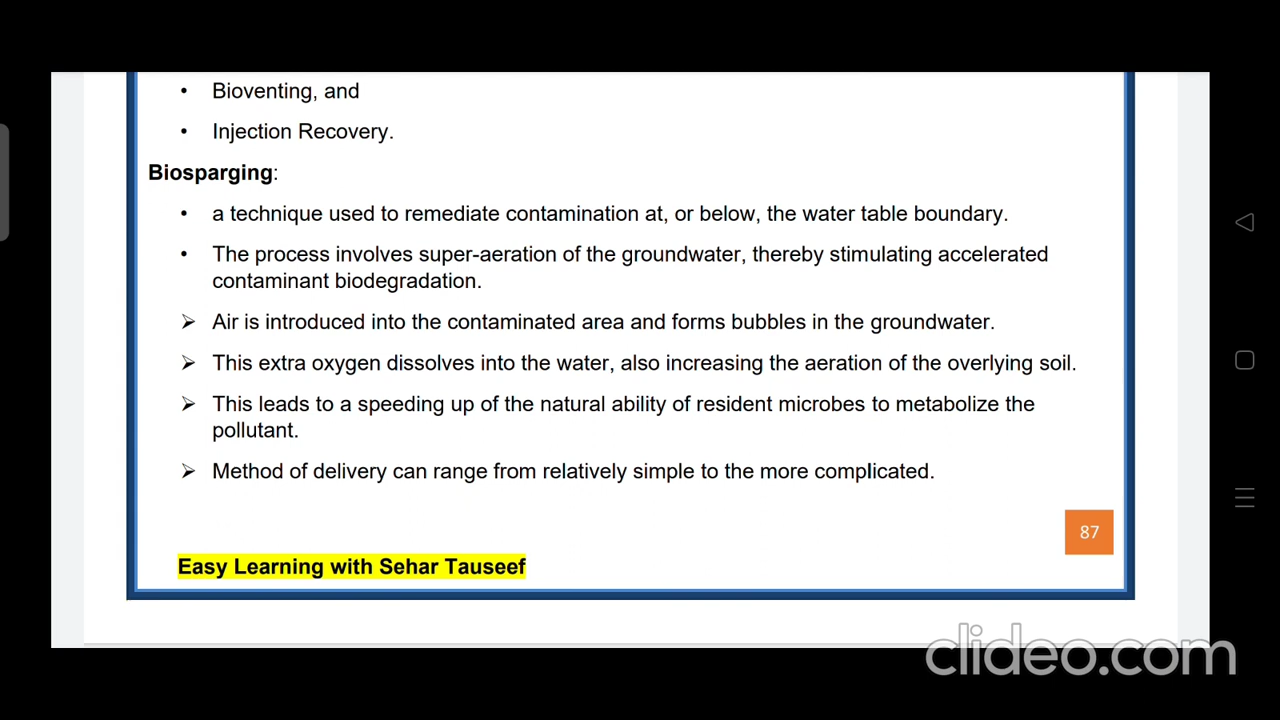 • Bioventing, and
• Injection Recovery.
Biosparging:
• a technique used to remediate contamination at, or below, the water table boundary.
• The process involves super-aeration of the groundwater, thereby stimulating accelerated
contaminant biodegradation.
➢ Air is introduced into the contaminated area and forms bubbles in the groundwater.
➢ This extra oxygen dissolves into the water, also increasing the aeration of the overlying soil.
➢ This leads to a speeding up of the natural ability of resident microbes to metabolize the
pollutant.
➢ Method of delivery can range from relatively simple to the more complicated.
87
Easy Learning with Sehar Tauseef
clideo.com